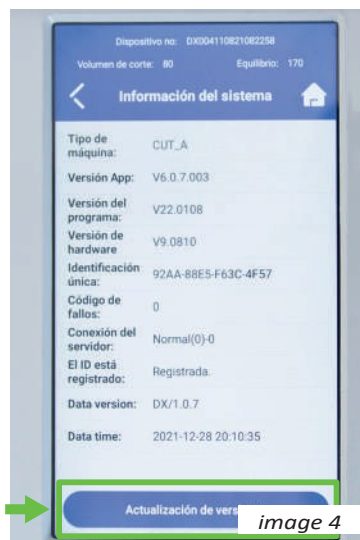 Dispositivo no: DX004110821082258
Volumen de corte: 80 Equilibrio: 170
Información del sistema
Tipo de máquina: CUT_A
Versión App: V6.0.7.003
Versión del programa: V22.0108
Versión de hardware V9.0810
Identificación única: 92AA-88E5-F63C-4F57
Código de fallos: 0
Conexión del servidor: Normal(0)-0
El ID está registrado: Registrada.
Data version: DX/1.0.7
Data time: 2021-12-28 20:10:35
Actualización de vers
image 4